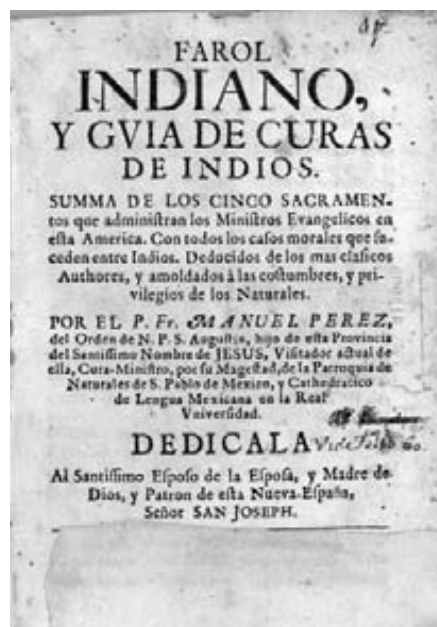 FAROL
INDIANO,
Y GVIA DE CURAS
DE INDIOS.
SUMMA DE LOS CINCO SACRAMEN-
tos que administran los Ministros Evangelicos en
esta America. Con todos los casos morales que su-
ceden entre Indios. Deducidos de los mas clasicos
Authores, y amoldados à las costumbres, y pri-
vilegios de los Naturales.
POR EL P. Fr. MANUEL PEREZ,
del Orden de N. P. S. Augustin, hijo de esta Provincia
del Santissimo Nombre de JESUS, Visitador actual de
ella, Cura-Ministro, por su Magestad, de la Parroquia de
Naturales de S. Pablo de Mexico, y Cathedratico
de Lengua Mexicana en la Real
Vniversidad.
DEDICALA
Al Santissimo Esposo de la Esposa, y Madre de
Dios, y Patron de esta Nueva-España,
Señor SAN JOSEPH.